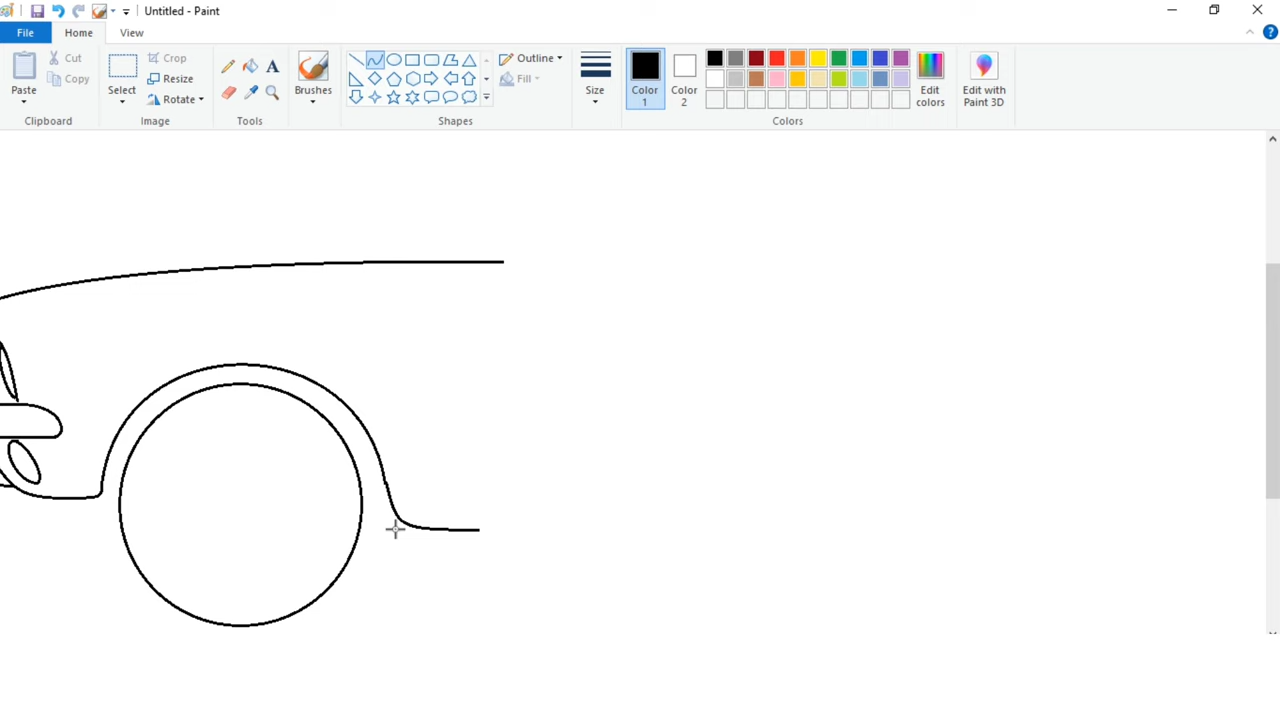 Untitled - Paint
File Home View
Paste
Cut
Copy
Clipboard
Select
Crop
Resize
Rotate
Image
A
Tools
Brushes
Shapes
Outline
Fill
Size
Color 1
Color 2
Edit colors
Colors
Edit with Paint 3D
?